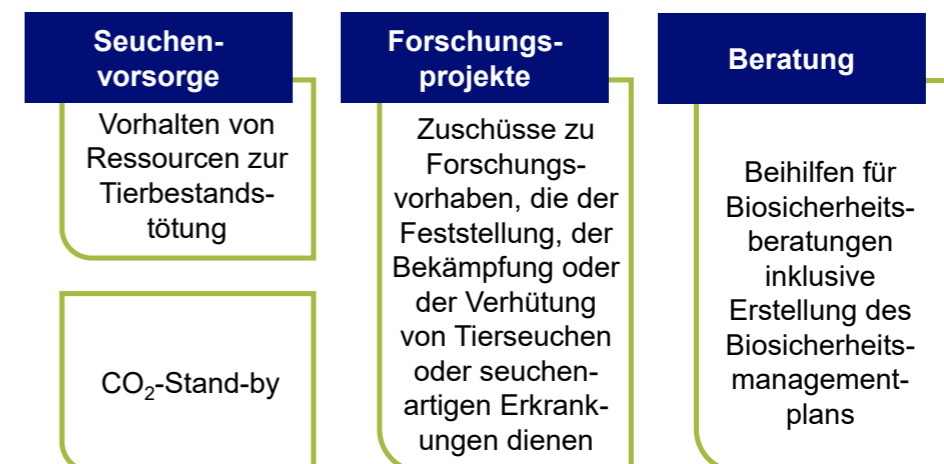 Seuchen-
vorsorge
Vorhalten von
Ressourcen zur
Tierbestands-
tötung
CO₂-Stand-by
Forschungs-
projekte
Zuschüsse zu
Forschungs-
vorhaben, die der
Feststellung, der
Bekämpfung oder
der Verhütung
von Tierseuchen
oder seuchen-
artigen Erkrank-
ungen dienen
Beratung
Beihilfen für
Biosicherheits-
beratungen
inklusive
Erstellung des
Biosicherheits-
management-
plans